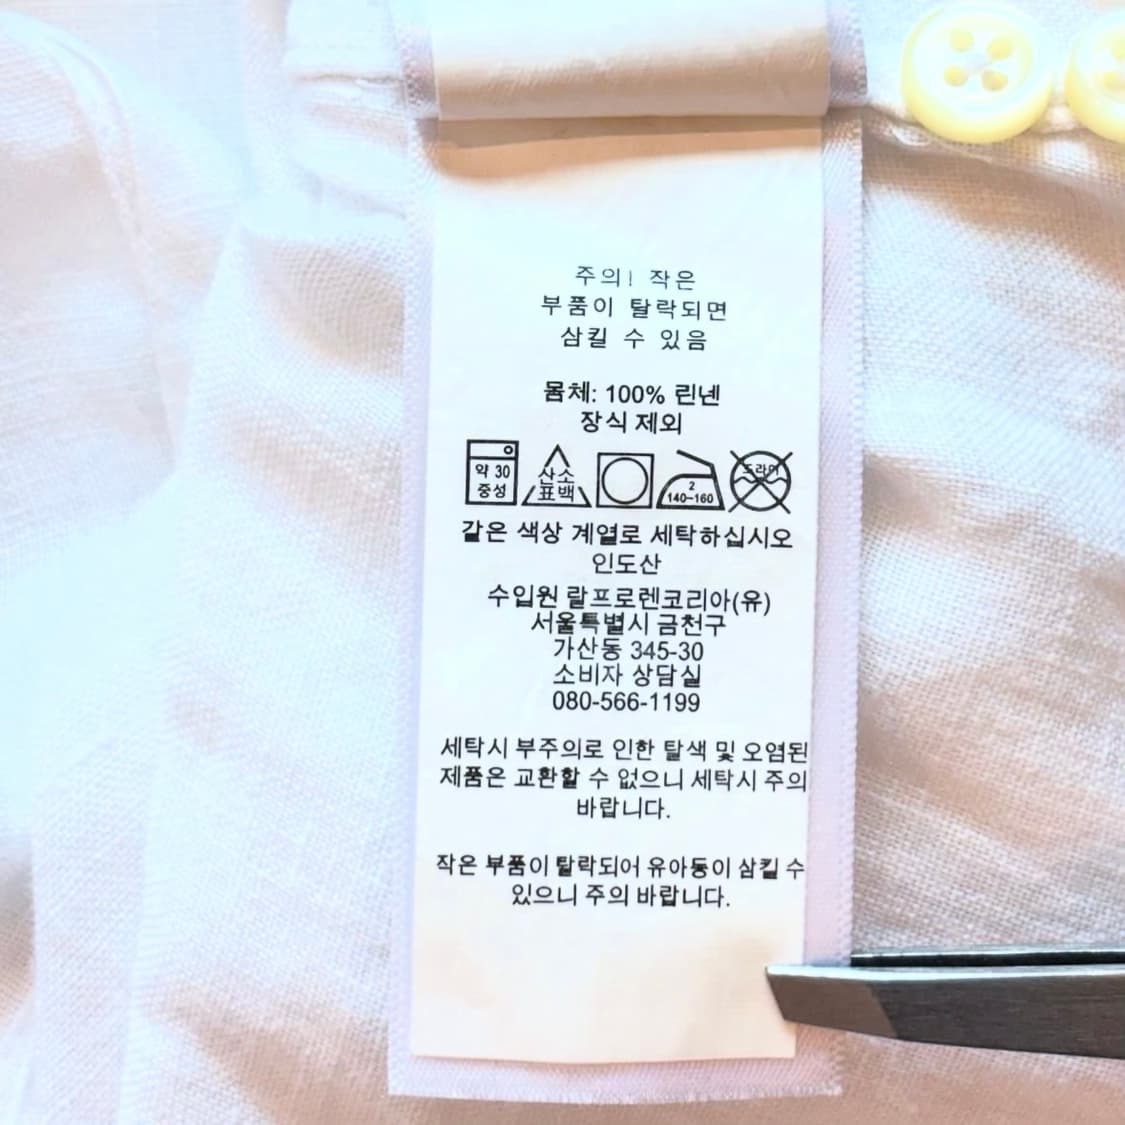 주의! 작은
부품이 탈락되면
삼킬 수 있음
몸체: 100% 린넨
장식 제외
약 30
중성
산소
표백
2
140-160
드라이
같은 색상 계열로 세탁하십시오
인도산
수입원 랄프로렌코리아(유)
서울특별시 금천구
가산동 345-30
소비자 상담실
080-566-1199
세탁시 부주의로 인한 탈색 및 오염된
제품은 교환할 수 없으니 세탁시 주의
바랍니다.
작은 부품이 탈락되어 유아동이 삼킬 수
있으니 주의 바랍니다.